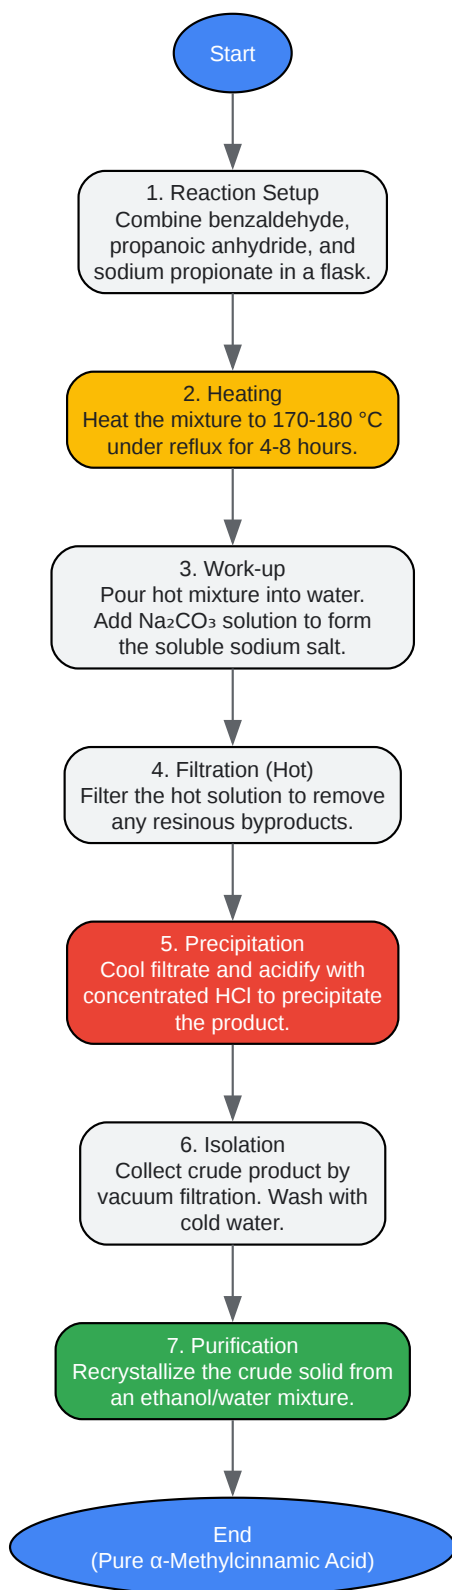 Start
1. Reaction Setup
Combine benzaldehyde,
propanoic anhydride, and
sodium propionate in a flask.
2. Heating
Heat the mixture to 170-180 °C
under reflux for 4-8 hours.
3. Work-up
Pour hot mixture into water.
Add Na₂CO₃ solution to form
the soluble sodium salt.
4. Filtration (Hot)
Filter the hot solution to remove
any resinous byproducts.
5. Precipitation
Cool filtrate and acidify with
concentrated HCl to precipitate
the product.
6. Isolation
Collect crude product by
vacuum filtration. Wash with
cold water.
7. Purification
Recrystallize the crude solid from
an ethanol/water mixture.
End
(Pure α-Methylcinnamic Acid)